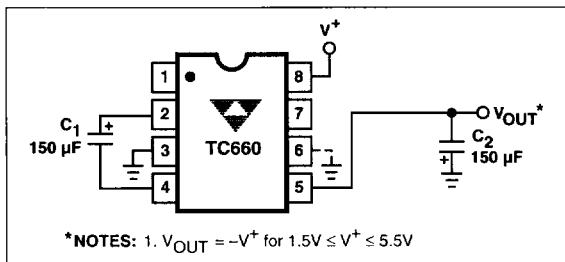 V+
1
8
2
7
C1
+
150 µF
TC660
VOUT*
3
6
C2
150 µF
+
4
5
*NOTES: 1. VOUT = –V+ for 1.5V ≤ V+ ≤ 5.5V